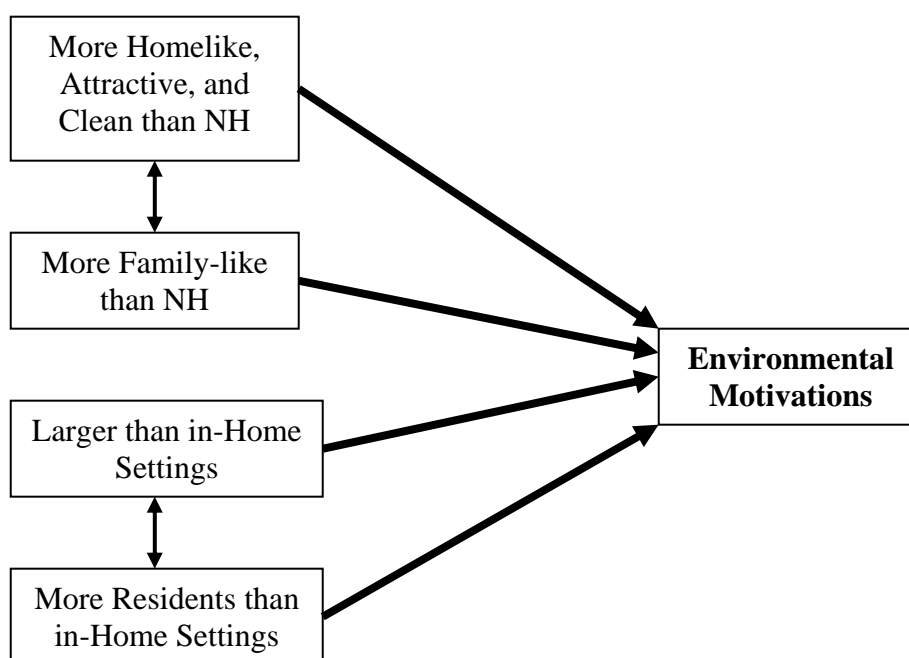 More Homelike,
Attractive, and
Clean than NH
More Family-like
than NH
Environmental
Motivations
Larger than in-Home
Settings
More Residents than
in-Home Settings